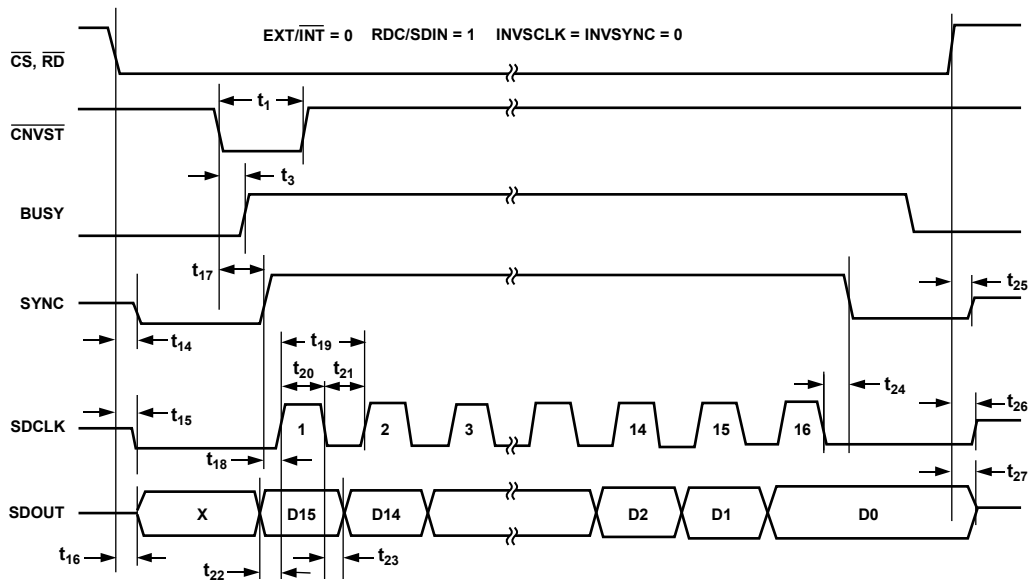 EXT/INT = 0 RDC/SDIN = 1 INVSCLK = INVSYNC = 0
CS, RD
t1
CNVST
t3
BUSY
t17
SYNC
t25
t14
t19
t20 t21
t24
t15
t26
SDCLK
1 2 3 14 15 16
t18
t27
SDOUT
X D15 D14 D2 D1 D0
t16
t22
t23